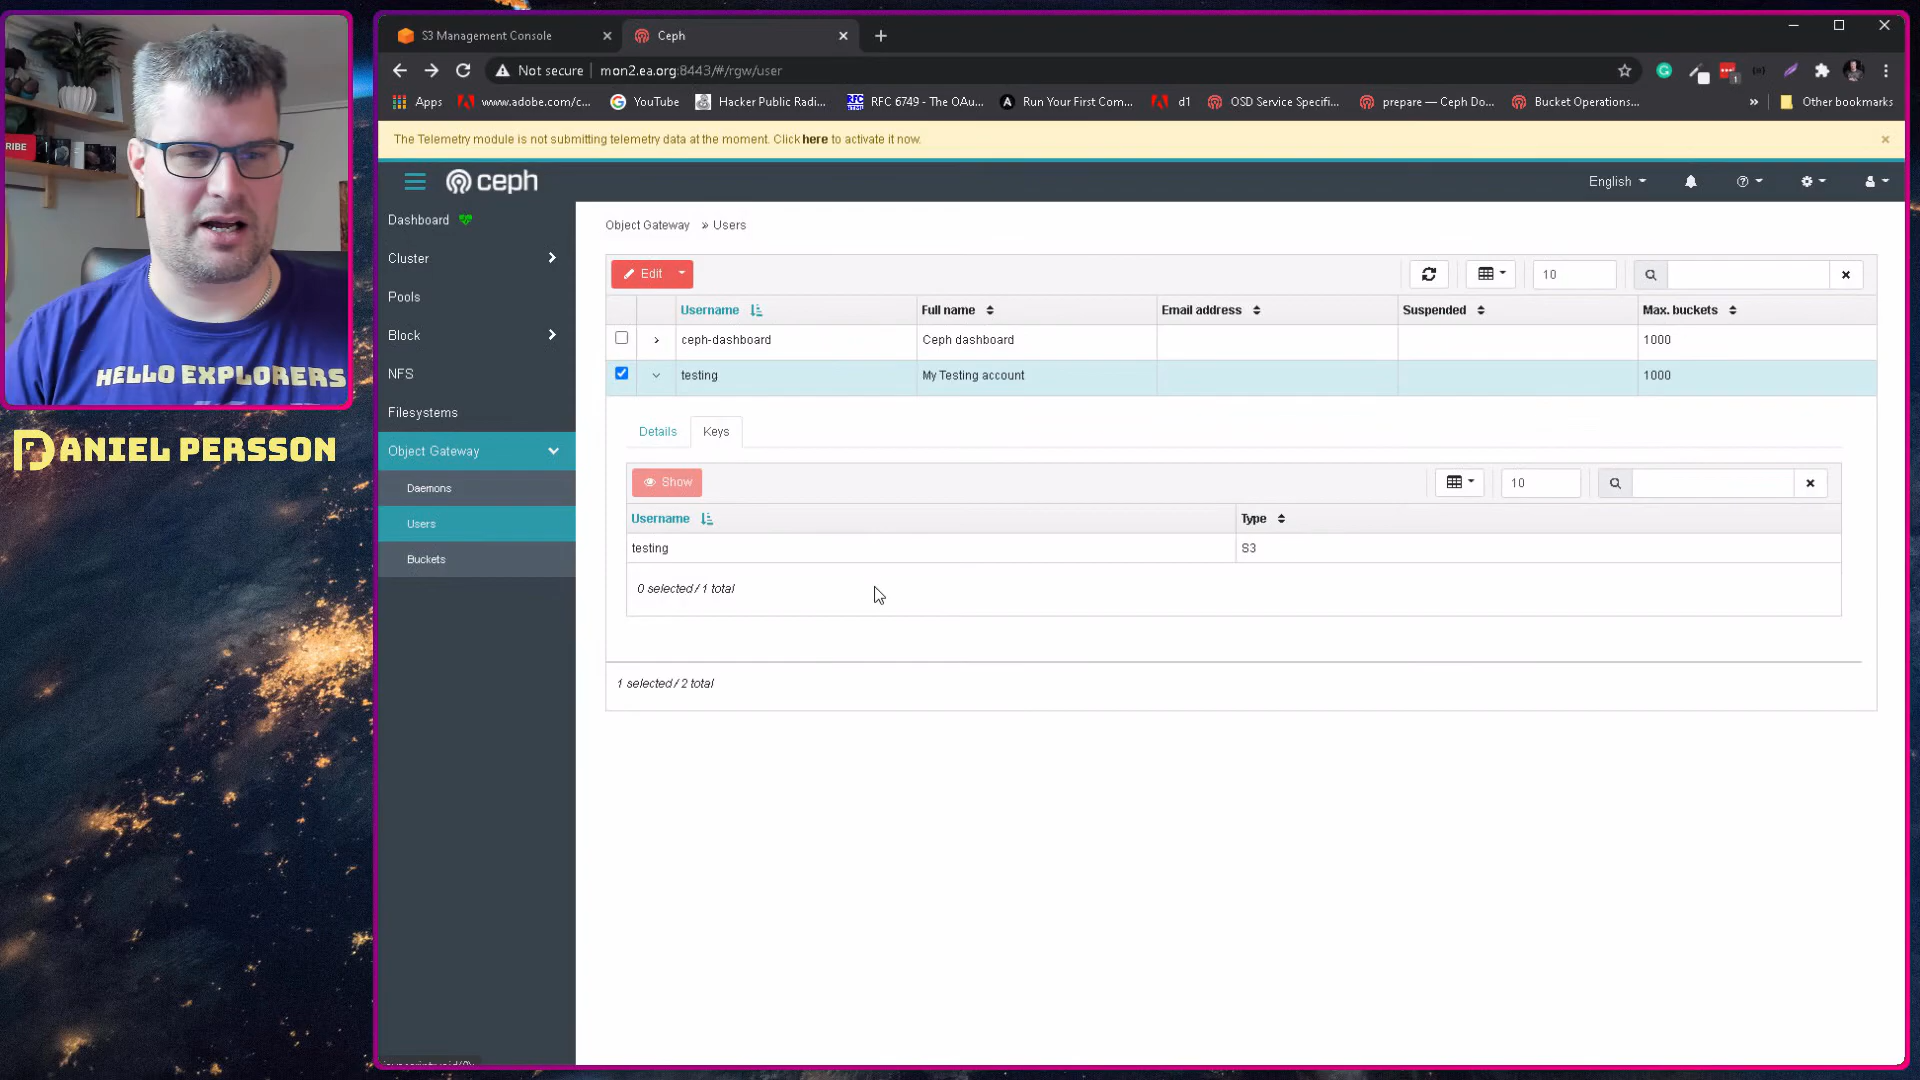 RIBE
HELLO EXPLORERS
DANIEL PERSSON
S3 Management Console
Ceph
Not secure
mon2.ea.org:8443/#/rgw/user
Apps
www.adobe.com/c...
YouTube
Hacker Public Radi...
RFC 6749 - The OAu...
Run Your First Com...
d1
OSD Service Specifi...
prepare — Ceph Do...
Bucket Operations...
»
Other bookmarks
The Telemetry module is not submitting telemetry data at the moment. Click here to activate it now.
ceph
English
Dashboard
Cluster
Pools
Block
NFS
Filesystems
Object Gateway
Daemons
Users
Buckets
Object Gateway » Users
Edit
10
Username Full name Email address Suspended Max. buckets
ceph-dashboard Ceph dashboard 1000
testing My Testing account 1000
Details Keys
Show
10
Username Type
testing S3
0 selected / 1 total
1 selected / 2 total